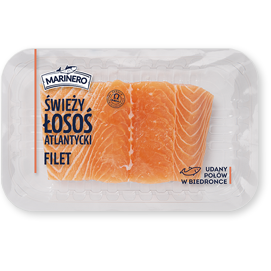 MARINERO
ŚWIEŻY
ŁOSOŚ
ATLANTYCKI
FILET
UDANY
POŁÓW
W BIEDRONCE